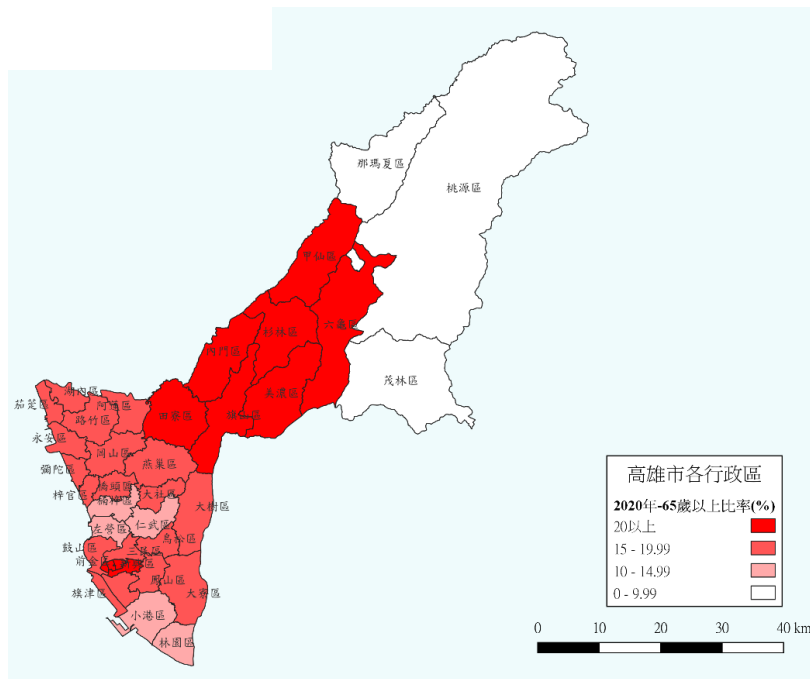 那瑪夏區
桃源區
甲仙區
六龜區
杉林區
內門區
茂林區
美濃區
旗山區
田寮區
湖內區
茄萣區
阿蓮區
路竹區
永安區
岡山區
燕巢區
彌陀區
橋頭區
梓官區
大社區
楠梓區
大樹區
仁武區
左營區
鳥松區
鼓山區
三民區
前金區
鳳山區
旗津區
大寮區
小港區
林園區
高雄市各行政區
2020年-65歲以上比率(%)
20以上
15 - 19.99
10 - 14.99
0 - 9.99
0 10 20 30 40 km